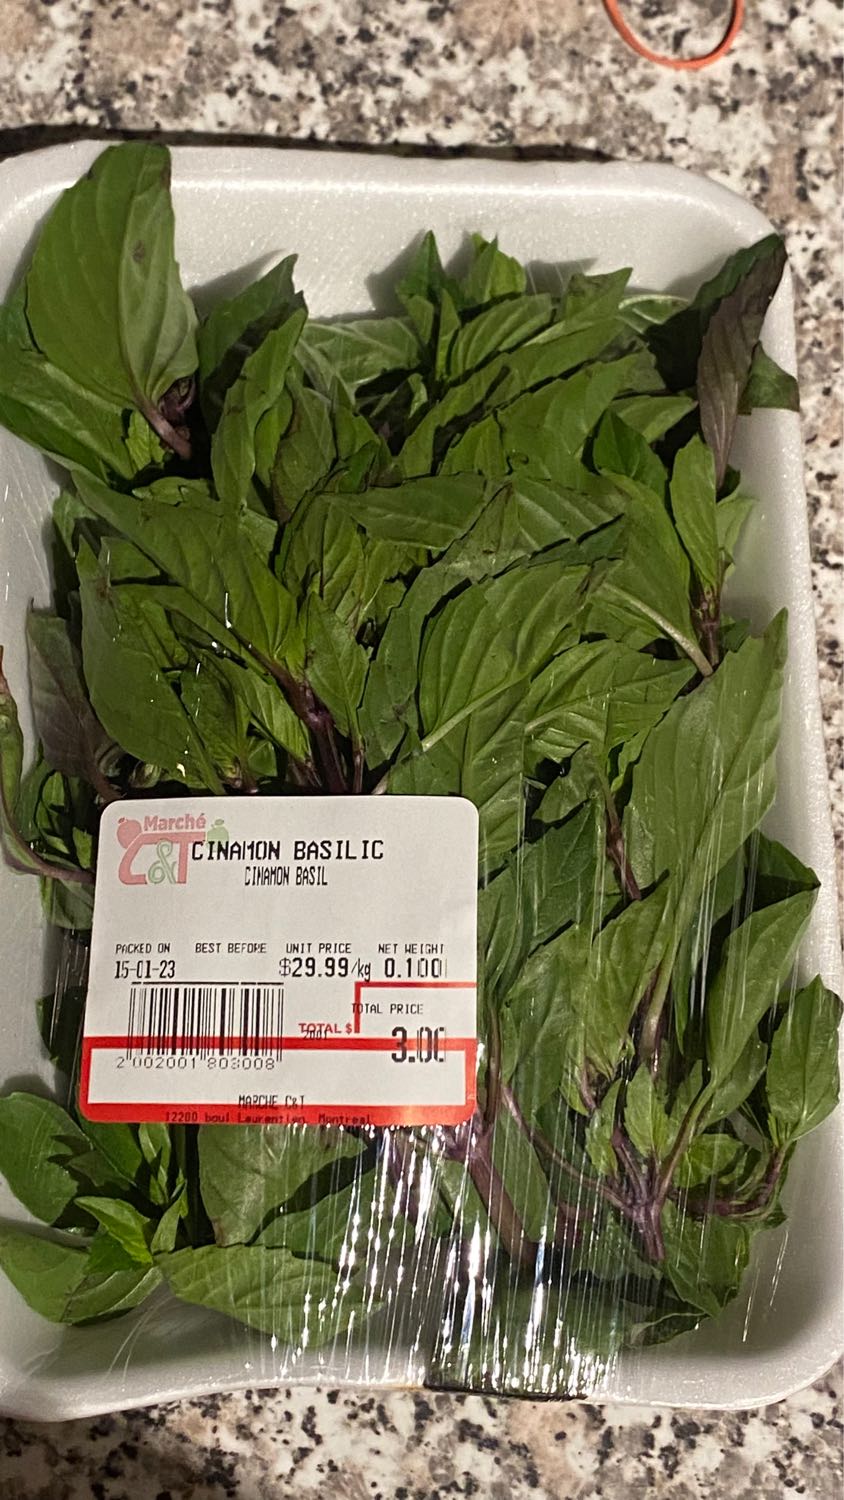 Marché
C&T
CINAMON BASILIC
CINAMON BASIL
PACKED ON BEST BEFORE UNIT PRICE NET WEIGHT
15-01-23 $29.99/kg 0.100
TOTAL PRICE
TOTAL $
3.00
2 002001 803008
MARCHE C&T
12200 boul Laurentien, Montreal